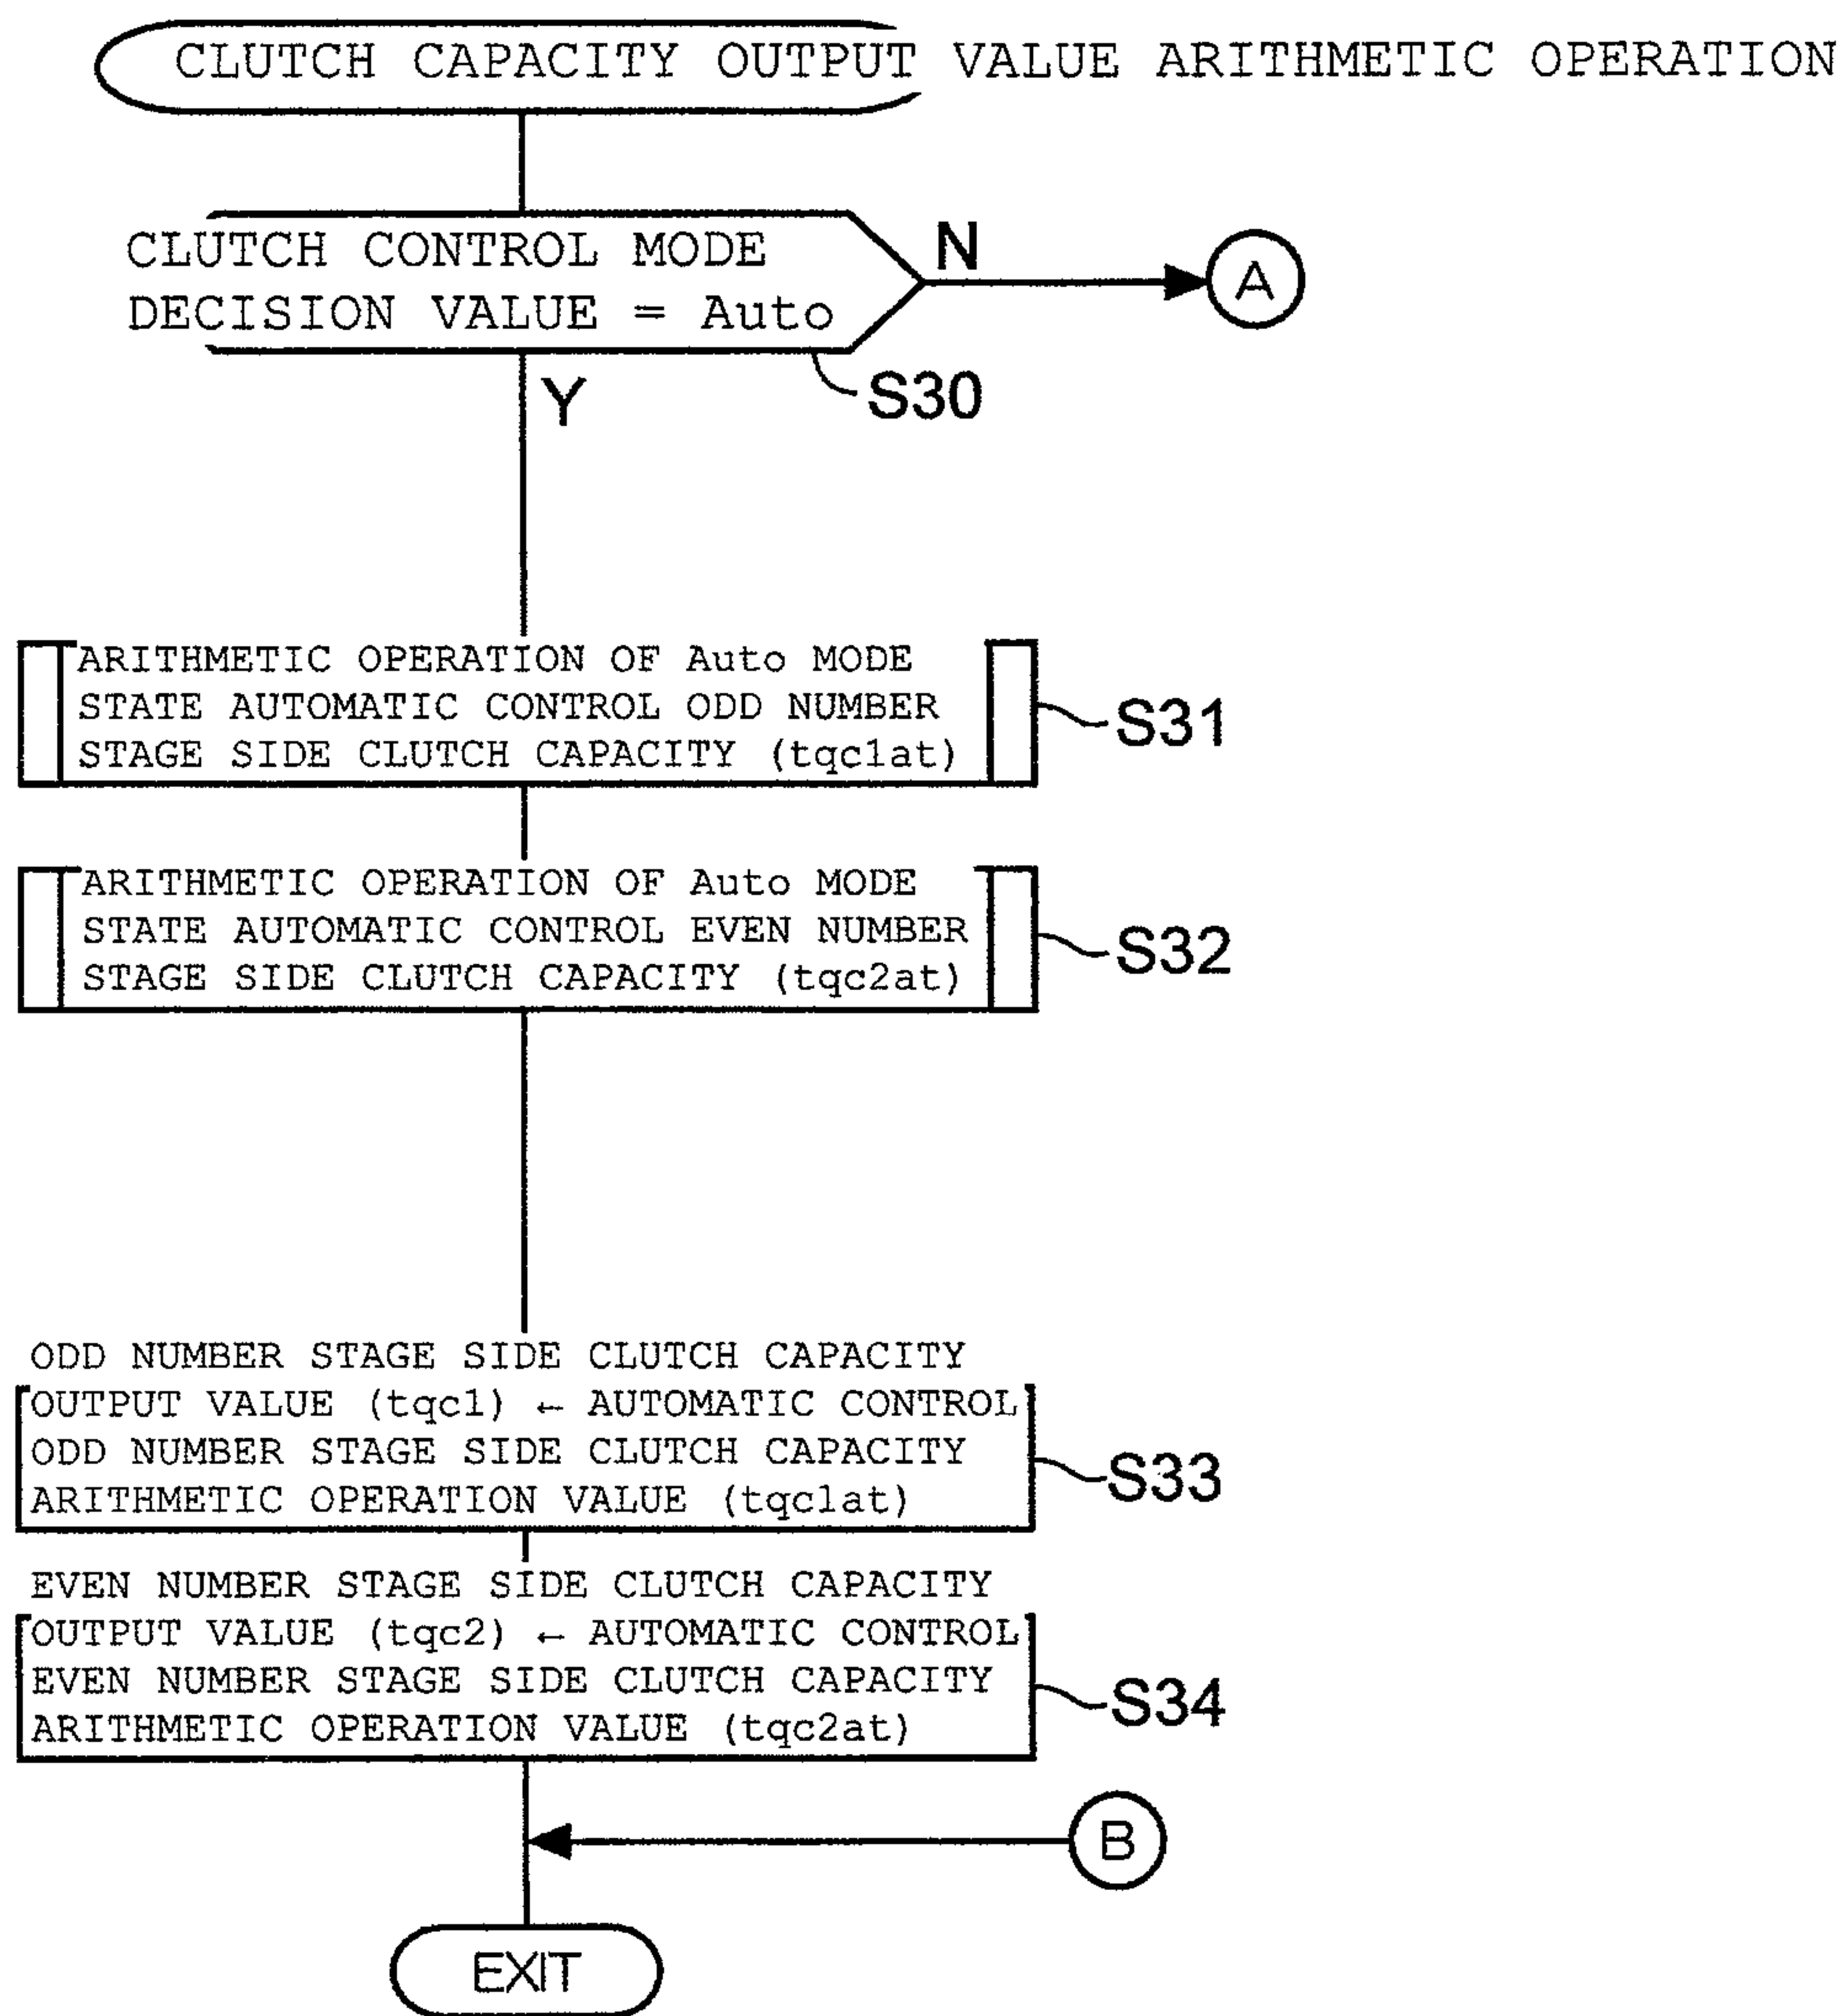 CLUTCH CAPACITY OUTPUT VALUE ARITHMETIC OPERATION
CLUTCH CONTROL MODE
DECISION VALUE = Auto
N
A
Y
S30
ARITHMETIC OPERATION OF Auto MODE
STATE AUTOMATIC CONTROL ODD NUMBER
STAGE SIDE CLUTCH CAPACITY (tqc1at)
S31
ARITHMETIC OPERATION OF Auto MODE
STATE AUTOMATIC CONTROL EVEN NUMBER
STAGE SIDE CLUTCH CAPACITY (tqc2at)
S32
ODD NUMBER STAGE SIDE CLUTCH CAPACITY
OUTPUT VALUE (tqc1) ← AUTOMATIC CONTROL
ODD NUMBER STAGE SIDE CLUTCH CAPACITY
ARITHMETIC OPERATION VALUE (tqc1at)
S33
EVEN NUMBER STAGE SIDE CLUTCH CAPACITY
OUTPUT VALUE (tqc2) ← AUTOMATIC CONTROL
EVEN NUMBER STAGE SIDE CLUTCH CAPACITY
ARITHMETIC OPERATION VALUE (tqc2at)
S34
B
EXIT